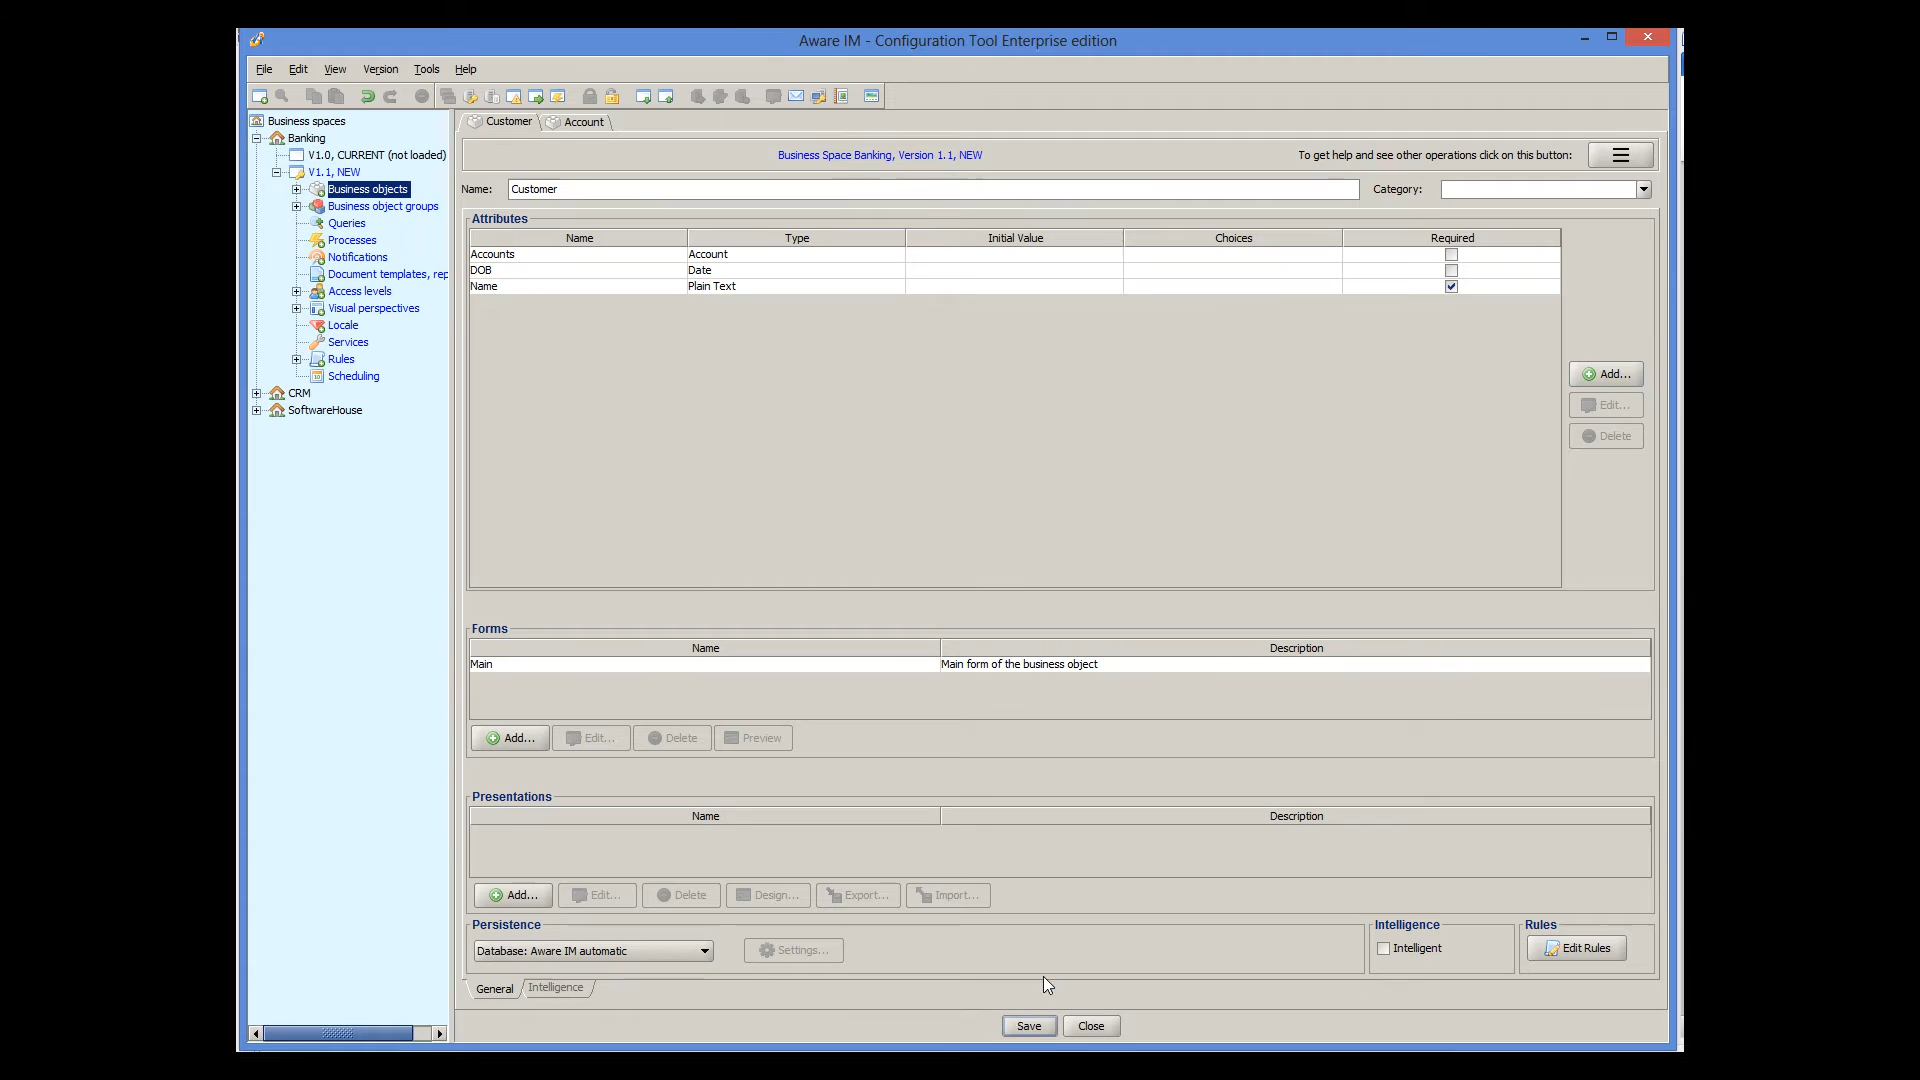 Aware IM - Configuration Tool Enterprise edition
File Edit View Version Tools Help
Business spaces
Banking
V1.0, CURRENT (not loaded)
V1.1, NEW
Business objects
Business object groups
Queries
Processes
Notifications
Document templates, rep
Access levels
Visual perspectives
Locale
Services
Rules
Scheduling
CRM
SoftwareHouse
Customer Account
Business Space Banking, Version 1.1, NEW To get help and see other operations click on this button:
Name: Customer Category:
Attributes
Name Type Initial Value Choices Required
Accounts Account
DOB Date
Name Plain Text
Add...
Edit...
Delete
Forms
Name Description
Main Main form of the business object
Add... Edit... Delete Preview
Presentations
Name Description
Add... Edit... Delete Design... Export... Import...
Persistence Intelligence Rules
Database: Aware IM automatic Settings... Intelligent Edit Rules
General Intelligence
Save Close